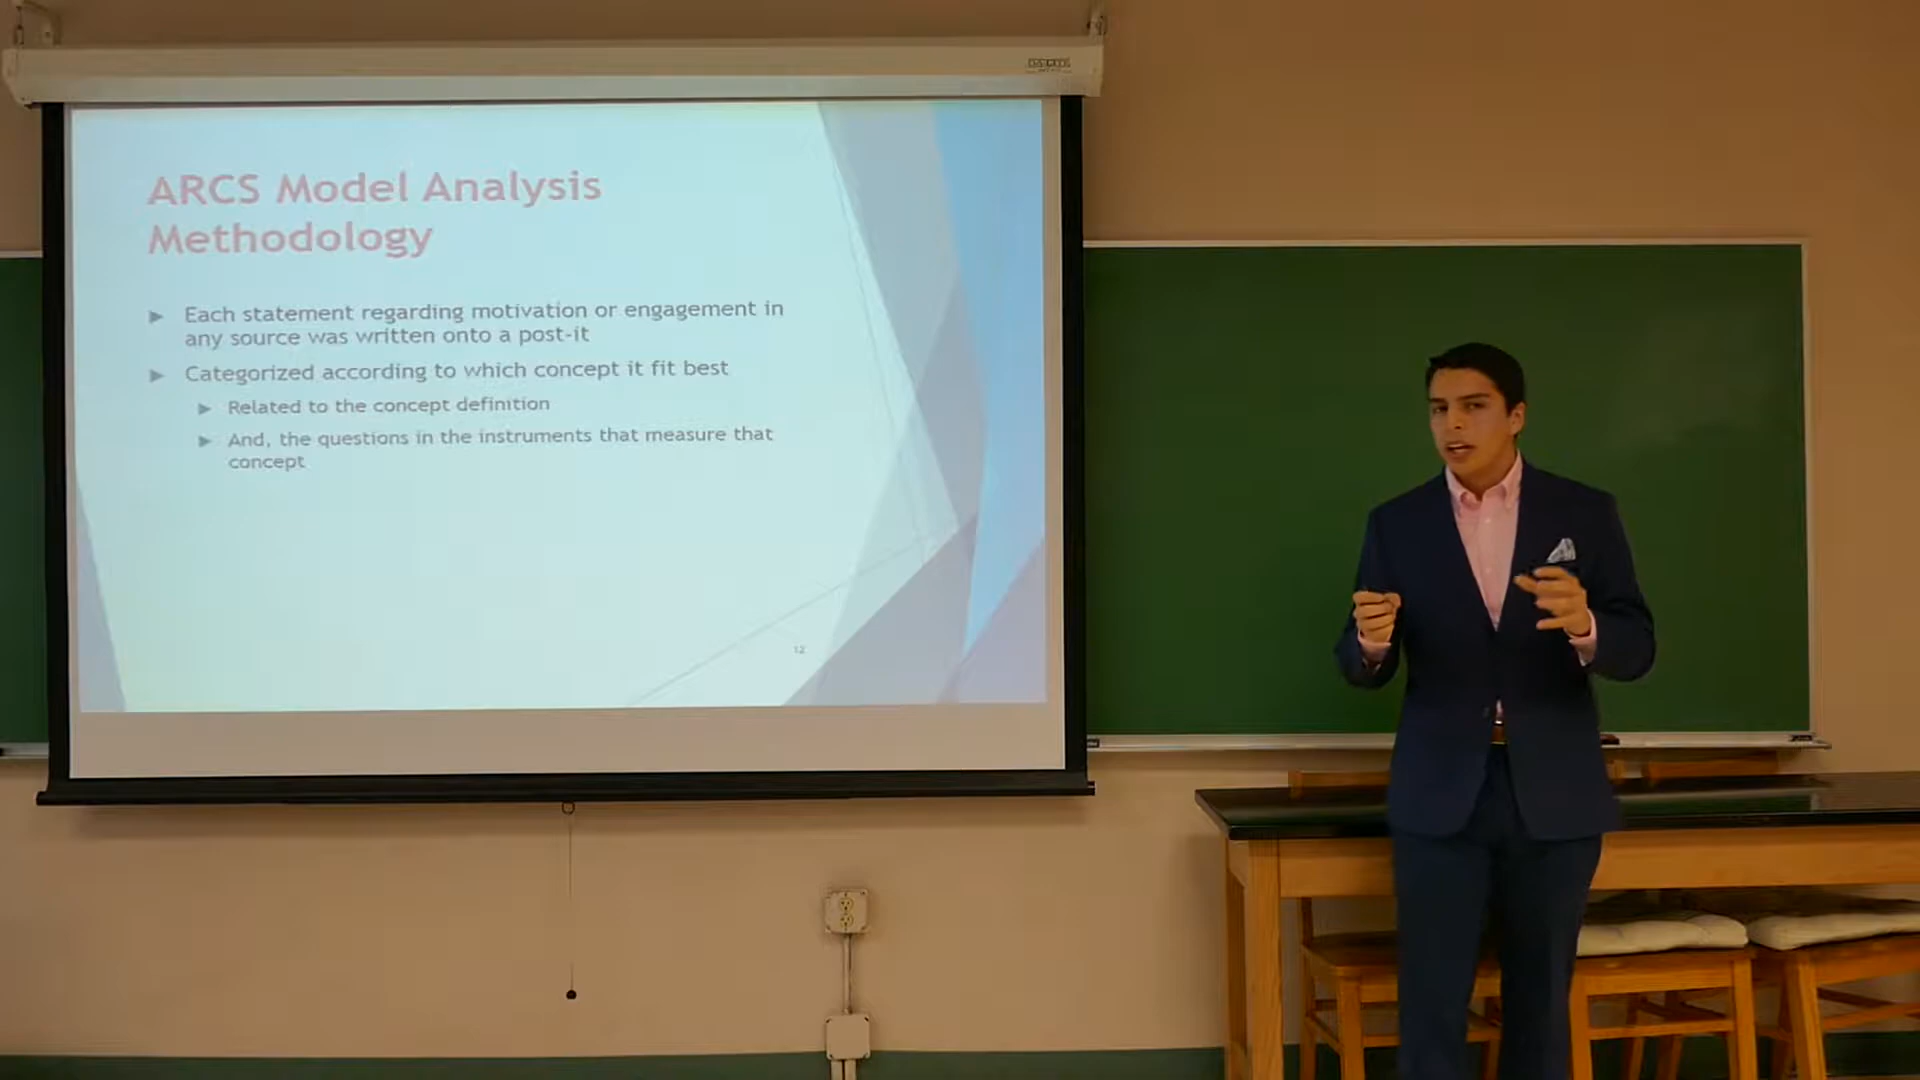 ARCS Model Analysis
Methodology
Each statement regarding motivation or engagement in
any source was written onto a post-it
Categorized according to which concept it fit best
Related to the concept definition
And, the questions in the instruments that measure that
concept
12